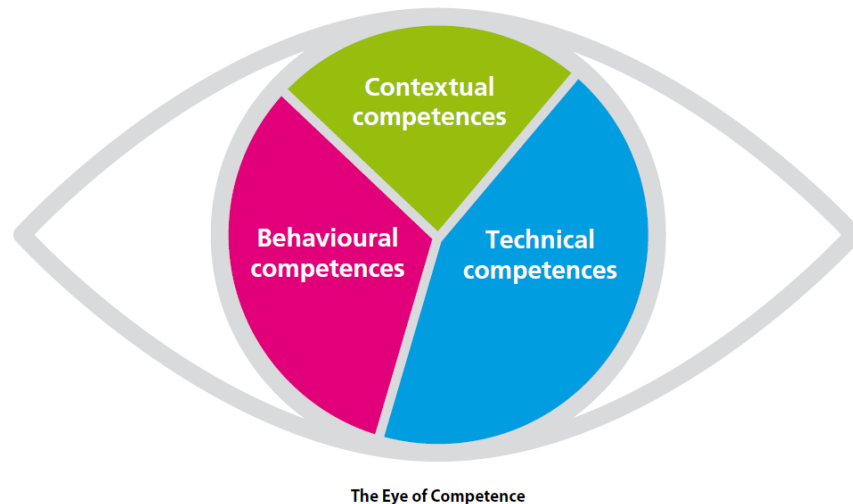 Contextual
competences
Behavioural
competences
Technical
competences
The Eye of Competence